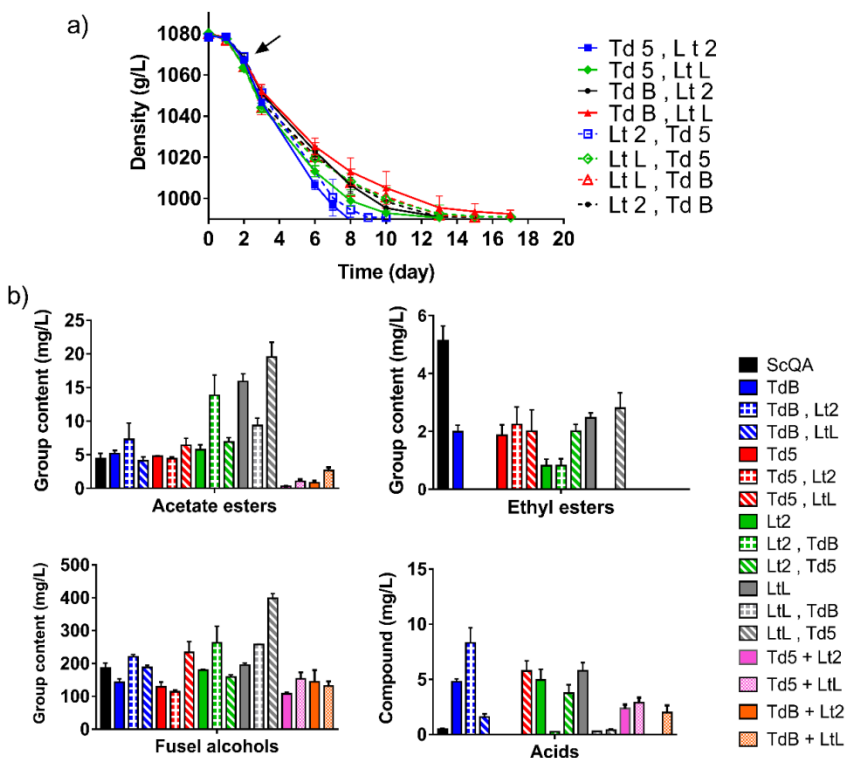 a)
1080
1060
1040
1020
1000
Density (g/L)
0 2 4 6 8 10 12 14 16 18 20
Time (day)
Td 5 , L t 2
Td 5 , Lt L
Td B , Lt 2
Td B , Lt L
Lt 2 , Td 5
Lt L , Td 5
Lt L , Td B
Lt 2 , Td B
b)
25
20
15
10
5
0
Group content (mg/L)
Acetate esters
6
4
2
0
Group content (mg/L)
Ethyl esters
500
400
300
200
100
0
Group content (mg/L)
Fusel alcohols
15
10
5
0
Compound (mg/L)
Acids
ScQA
TdB
TdB , Lt2
TdB , LtL
Td5
Td5 , Lt2
Td5 , LtL
Lt2
Lt2 , TdB
Lt2 , Td5
LtL
LtL , TdB
LtL , Td5
Td5 + Lt2
Td5 + LtL
TdB + Lt2
TdB + LtL